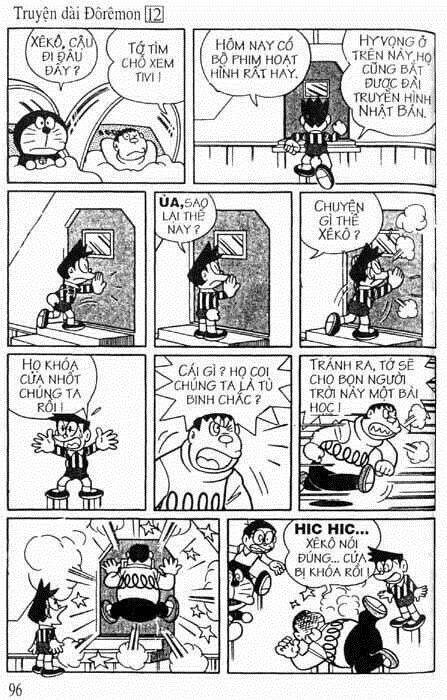 Truyện dài Đôrêmon 12
XÊKÔ, CẬU
ĐI ĐÂU
ĐẤY ?
TỚ TÌM
CHỖ XEM
TIVI !
HÔM NAY CÓ
BỘ PHIM HOẠT
HÌNH RẤT HAY.
HY VỌNG Ở
TRÊN NÀY, HỌ
CŨNG BẮT
ĐƯỢC ĐÀI
TRUYỀN HÌNH
NHẬT BẢN.
ỦA, SAO
LẠI THẾ
NÀY ?
CHUYỆN
GÌ THẾ
XÊKÔ ?
HỌ KHÓA
CỬA NHỐT
CHÚNG TA
RỒI !
CÁI GÌ ? HỌ COI
CHÚNG TA LÀ TÙ
BINH CHẮC ?
TRÁNH RA, TỚ SẼ
CHO BỌN NGƯỜI
TRỜI NÀY MỘT BÀI
HỌC !
HIC HIC...
XÊKÔ NÓI
ĐÚNG... CỬA
BỊ KHÓA RỒI !
96